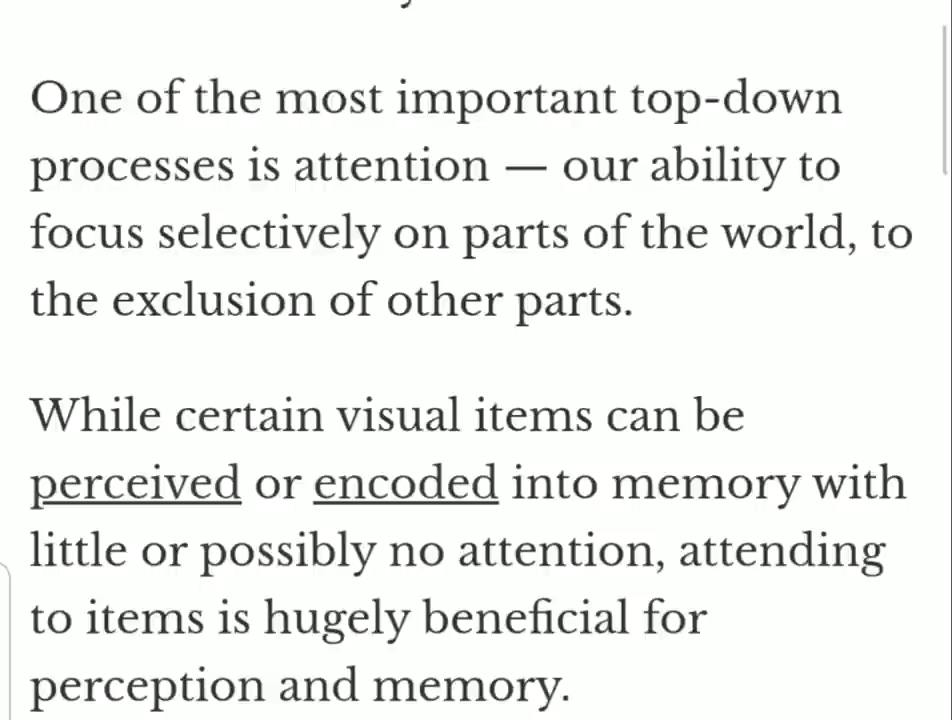 One of the most important top-down
processes is attention — our ability to
focus selectively on parts of the world, to
the exclusion of other parts.
While certain visual items can be
perceived or encoded into memory with
little or possibly no attention, attending
to items is hugely beneficial for
perception and memory.